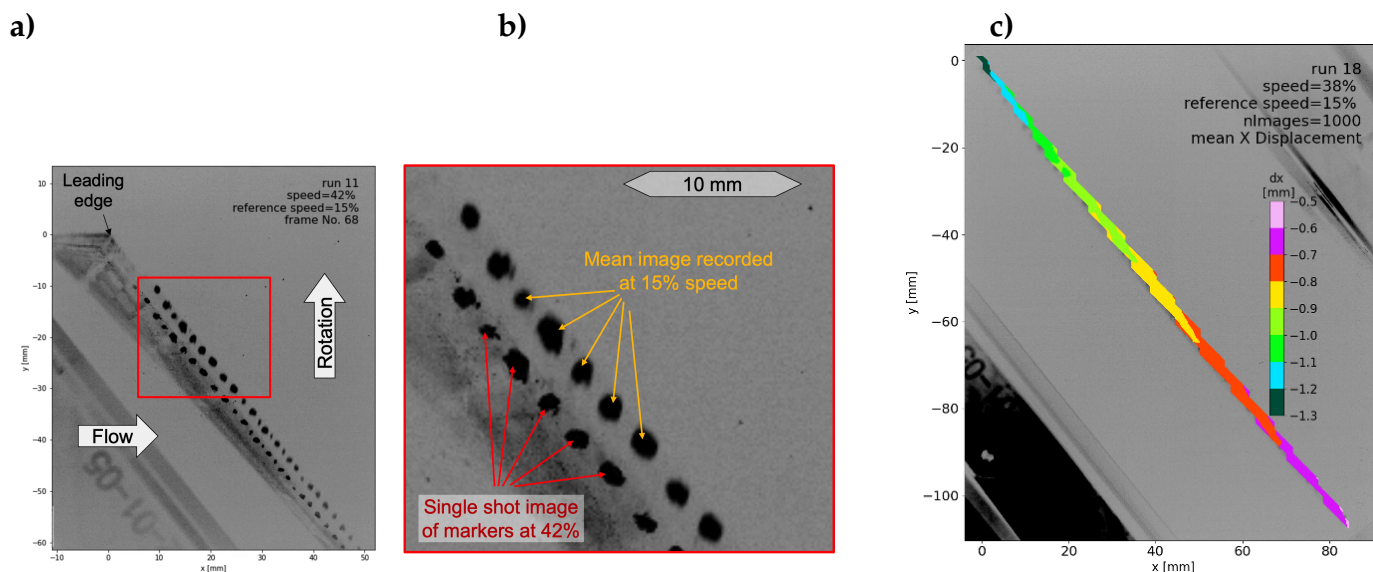 a)
b)
c)
Leading
edge
run 11
speed=42%
reference speed=15%
frame No. 68
Rotation
Flow
01-05
10
0
−10
−20
−30
−40
−50
−60
y [mm]
−10
0
10
20
30
40
50
x [mm]
10 mm
Mean image recorded
at 15% speed
Single shot image
of markers at 42%
run 18
speed=38%
reference speed=15%
nImages=1000
mean X Displacement
dx
[mm]
−0.5
−0.6
−0.7
−0.8
−0.9
−1.0
−1.1
−1.2
−1.3
0
−20
−40
−60
−80
−100
y [mm]
0
20
40
60
80
x [mm]